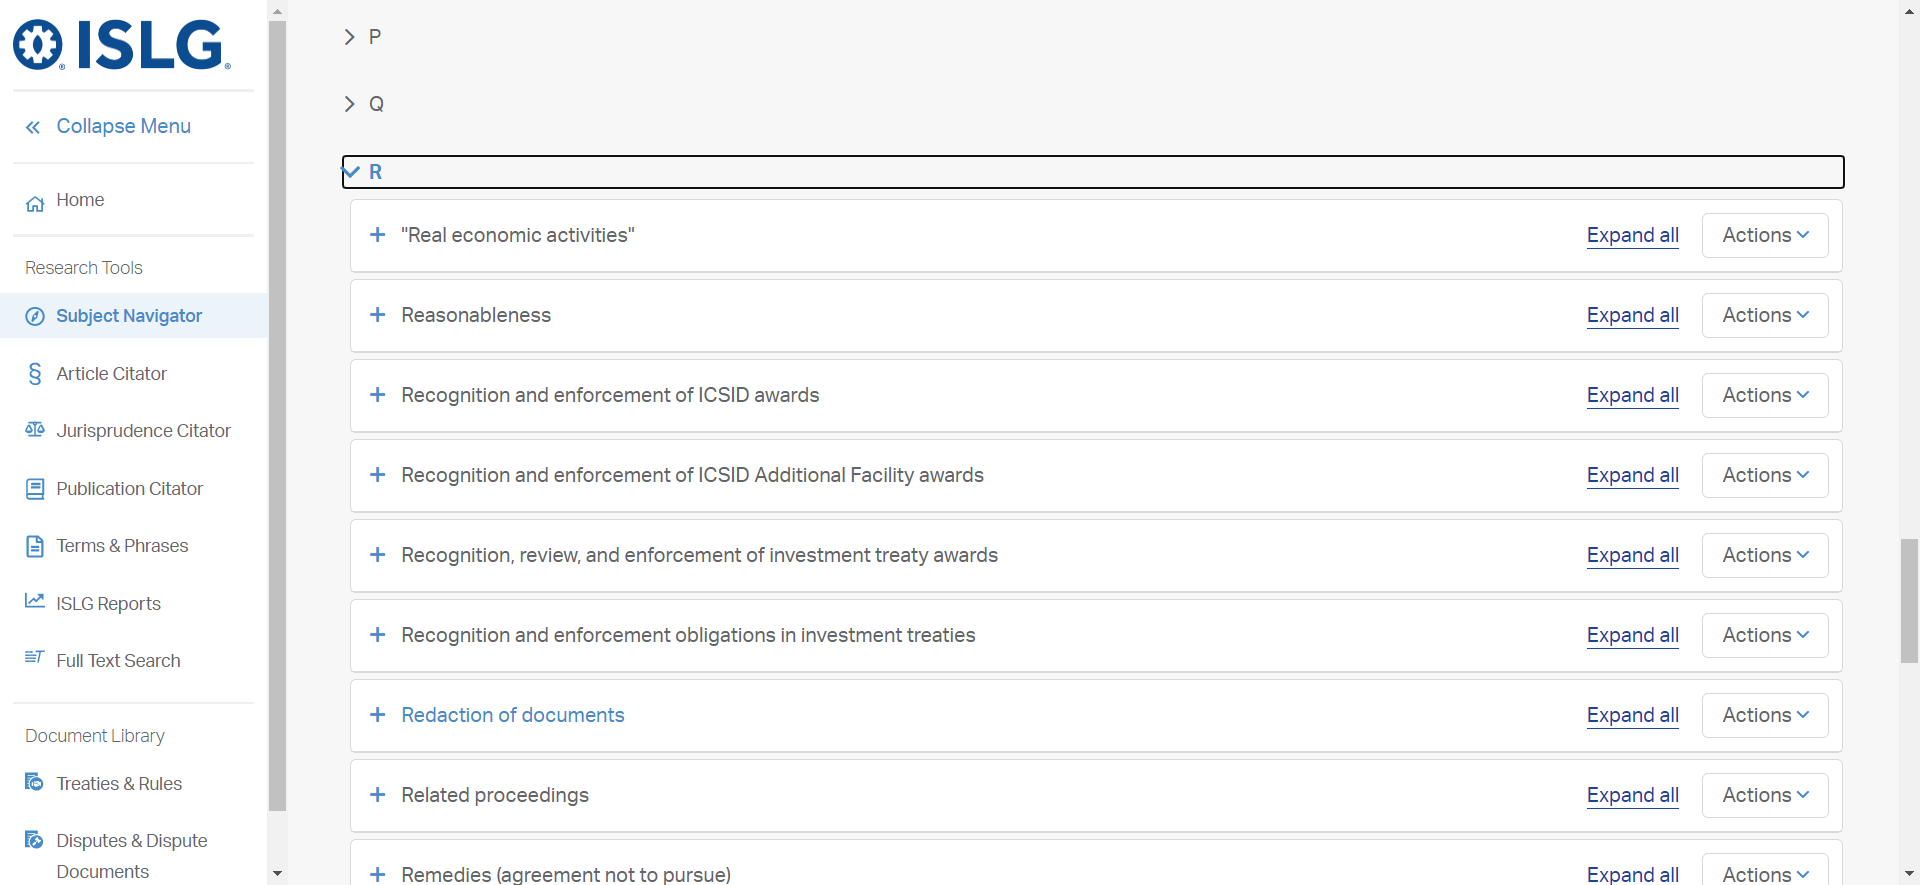 ISLG
Collapse Menu
Home
Research Tools
Subject Navigator
Article Citator
Jurisprudence Citator
Publication Citator
Terms & Phrases
ISLG Reports
Full Text Search
Document Library
Treaties & Rules
Disputes & Dispute
Documents
P
Q
R
"Real economic activities" Expand all Actions
Reasonableness Expand all Actions
Recognition and enforcement of ICSID awards Expand all Actions
Recognition and enforcement of ICSID Additional Facility awards Expand all Actions
Recognition, review, and enforcement of investment treaty awards Expand all Actions
Recognition and enforcement obligations in investment treaties Expand all Actions
Redaction of documents Expand all Actions
Related proceedings Expand all Actions
Remedies (agreement not to pursue) Expand all Actions